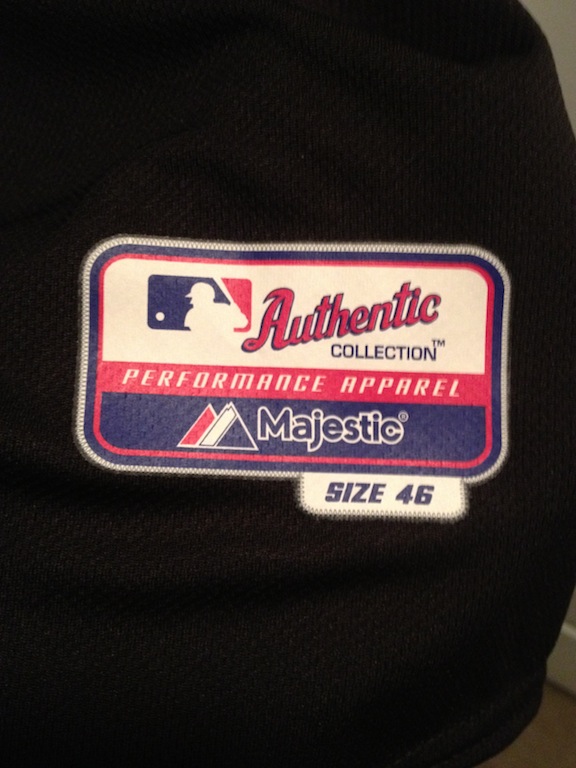 Authentic
COLLECTION™
PERFORMANCE APPAREL
Majestic®
SIZE 46